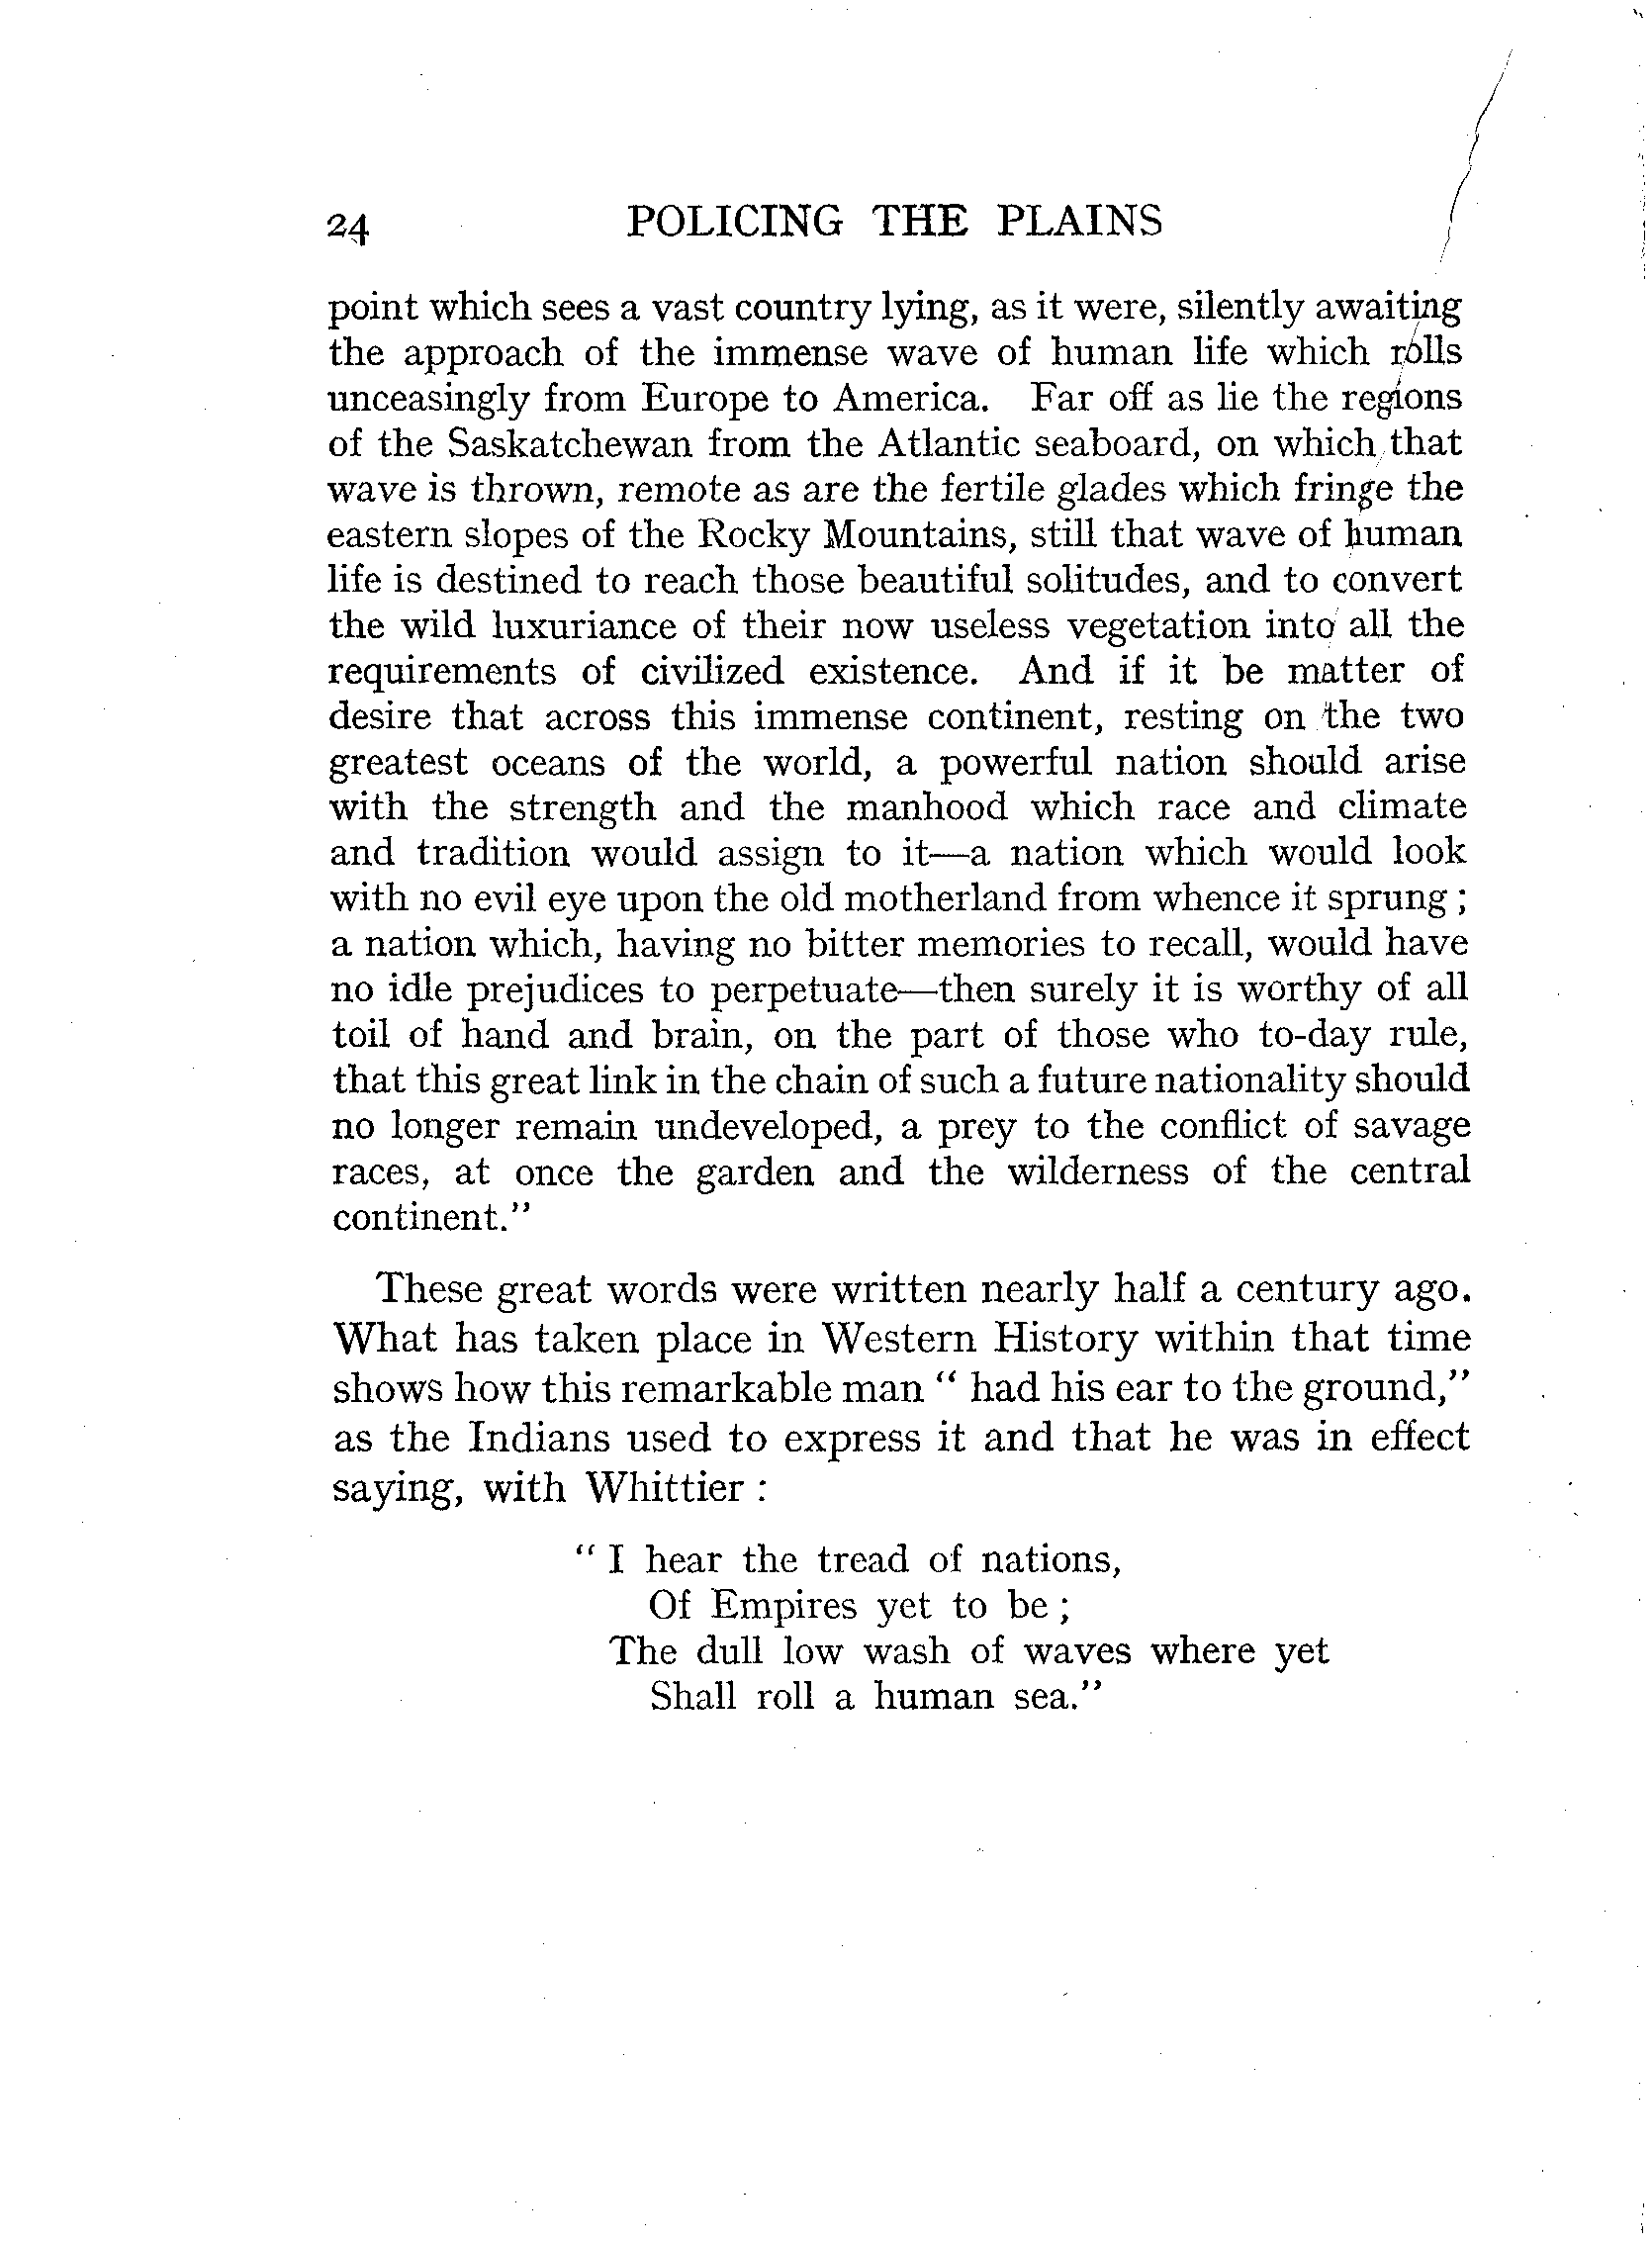 24 POLICING THE PLAINS
point which sees a vast country lying, as it were, silently awaiting
the approach of the immense wave of human life which rolls
unceasingly from Europe to America. Far off as lie the regions
of the Saskatchewan from the Atlantic seaboard, on which that
wave is thrown, remote as are the fertile glades which fringe the
eastern slopes of the Rocky Mountains, still that wave of human
life is destined to reach those beautiful solitudes, and to convert
the wild luxuriance of their now useless vegetation into all the
requirements of civilized existence. And if it be matter of
desire that across this immense continent, resting on the two
greatest oceans of the world, a powerful nation should arise
with the strength and the manhood which race and climate
and tradition would assign to it—a nation which would look
with no evil eye upon the old motherland from whence it sprung ;
a nation which, having no bitter memories to recall, would have
no idle prejudices to perpetuate—then surely it is worthy of all
toil of hand and brain, on the part of those who to-day rule,
that this great link in the chain of such a future nationality should
no longer remain undeveloped, a prey to the conflict of savage
races, at once the garden and the wilderness of the central
continent."
These great words were written nearly half a century ago.
What has taken place in Western History within that time
shows how this remarkable man " had his ear to the ground,"
as the Indians used to express it and that he was in effect
saying, with Whittier :
" I hear the tread of nations,
Of Empires yet to be ;
The dull low wash of waves where yet
Shall roll a human sea."